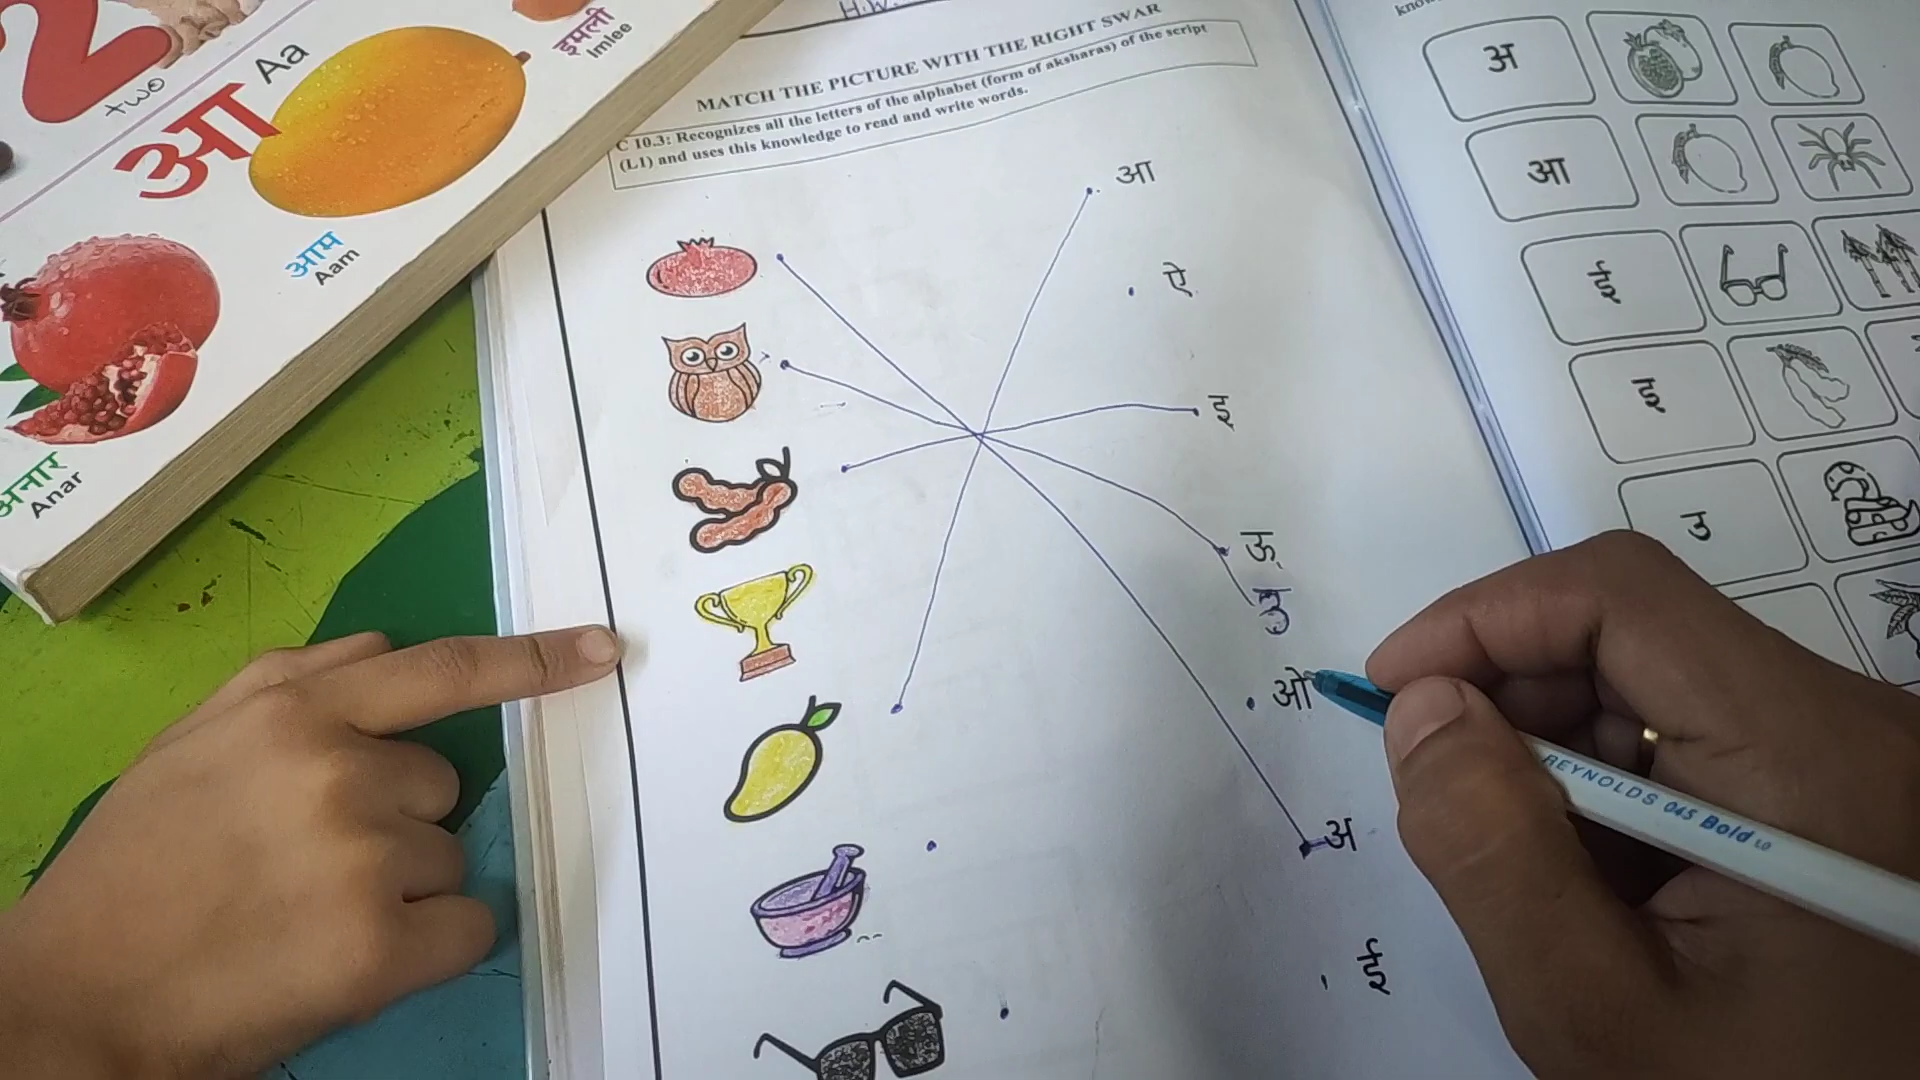 2
two
आ Aa
इमली
Imlee
आम
Aam
अनार
Anar
H.W.
MATCH THE PICTURE WITH THE RIGHT SWAR
C 10.3: Recognizes all the letters of the alphabet (form of aksharas) of the script
(L1) and uses this knowledge to read and write words.
आ
ऐ
इ
ऊ
उ
ओ
अ
ई
अ
आ
ई
इ
उ
REYNOLDS 045 Bold